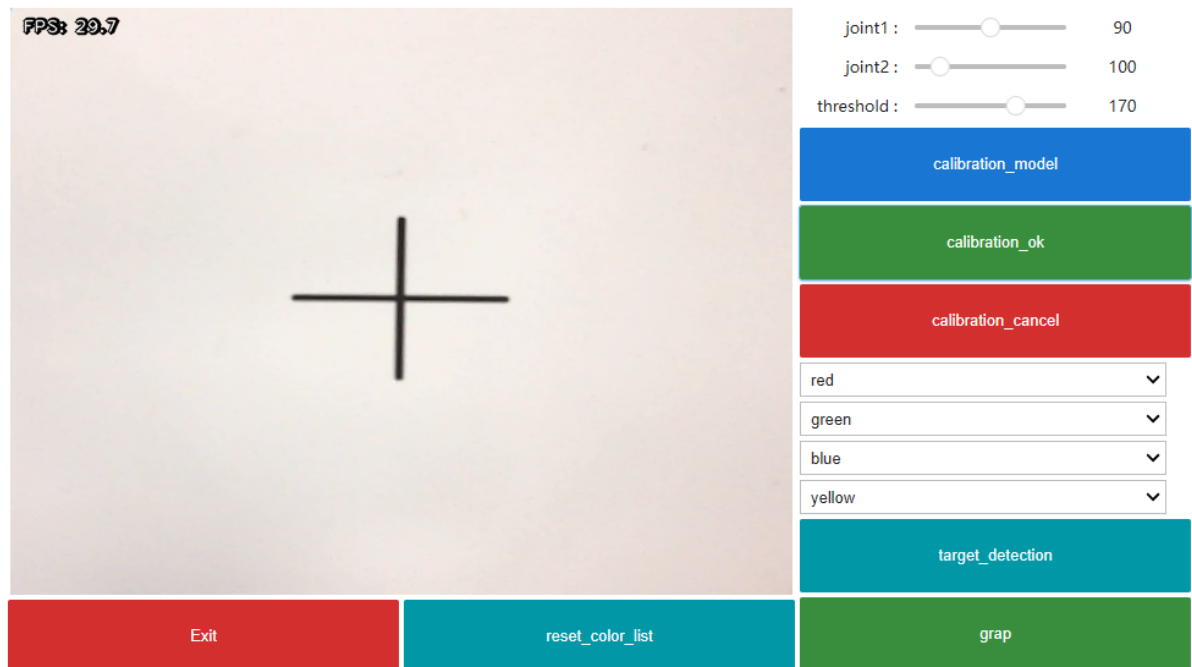 FPS: 29.7
joint1 : 90
joint2 : 100
threshold : 170
calibration_model
calibration_ok
calibration_cancel
red
green
blue
yellow
target_detection
Exit
reset_color_list
grap